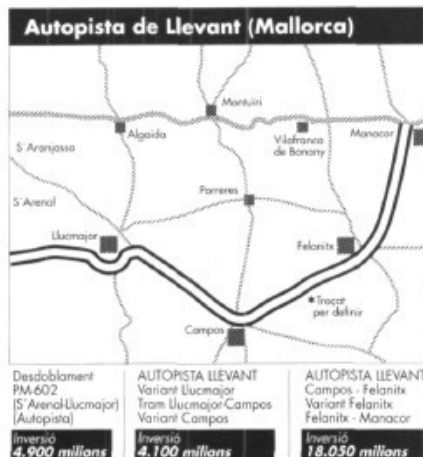 Autopista de Llevant (Mallorca)
Montuïri
Algaida
Vilafranca
de Bonany
Manacor
S'Aranjassa
Porreres
S'Arenal
Llucmajor
Felanitx
*Traçat
per definir
Campos
Desdoblament
PM-602
(S'Arenal-Llucmajor)
(Autopista)
Inversió
4.900 milions
AUTOPISTA LLEVANT
Variant Llucmajor
Tram Llucmajor-Campos
Variant Campos
Inversió
4.100 milions
AUTOPISTA LLEVANT
Campos - Felanitx
Variant Felanitx
Felanitx - Manacor
Inversió
18.050 milions